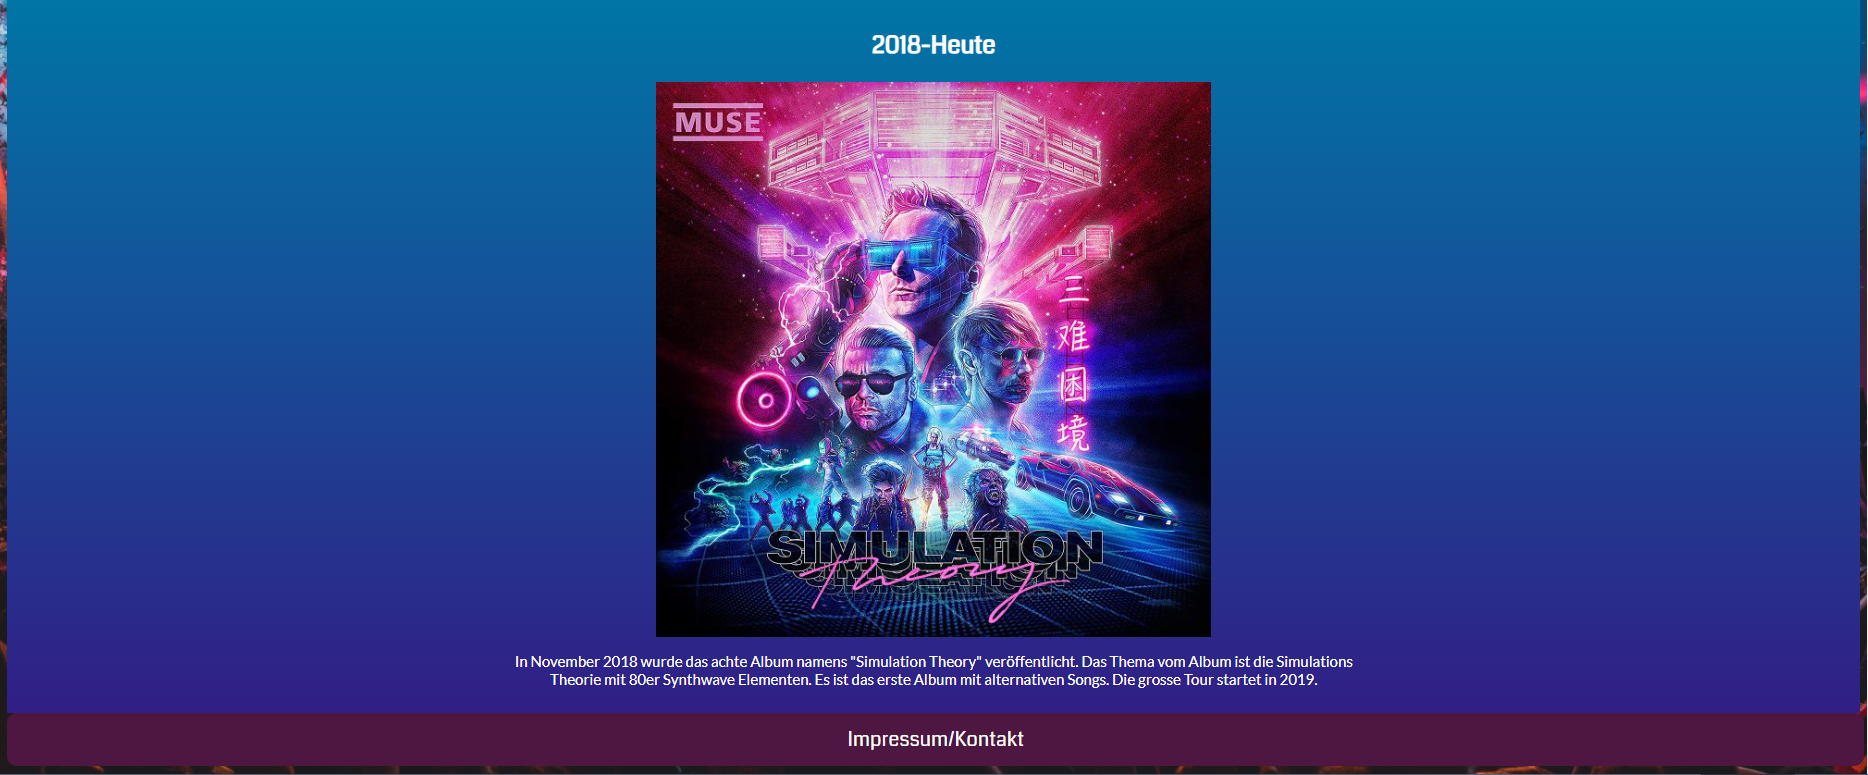 2018-Heute
MUSE
三难困境
SIMULATION
Theory
In November 2018 wurde das achte Album namens "Simulation Theory" veröffentlicht. Das Thema vom Album ist die Simulations
Theorie mit 80er Synthwave Elementen. Es ist das erste Album mit alternativen Songs. Die grosse Tour startet in 2019.
Impressum/Kontakt